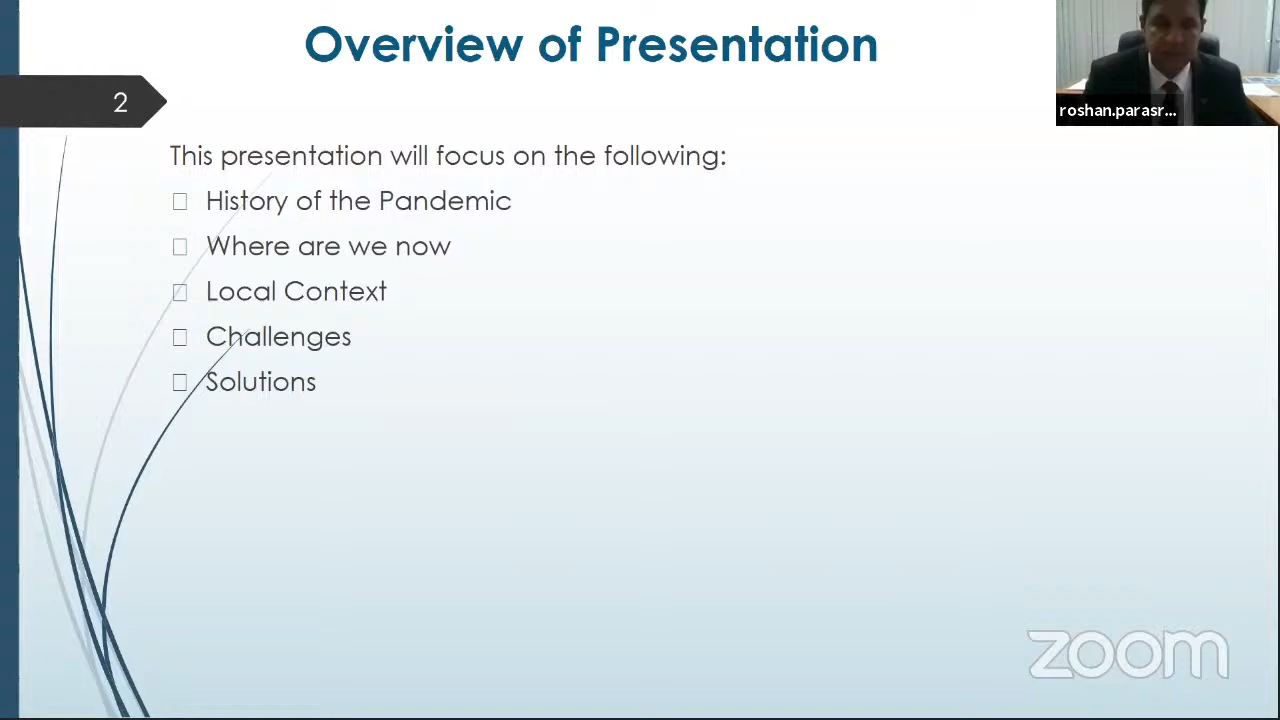 Overview of Presentation
2
roshan.parasr...
This presentation will focus on the following:
History of the Pandemic
Where are we now
Local Context
Challenges
Solutions
zoom